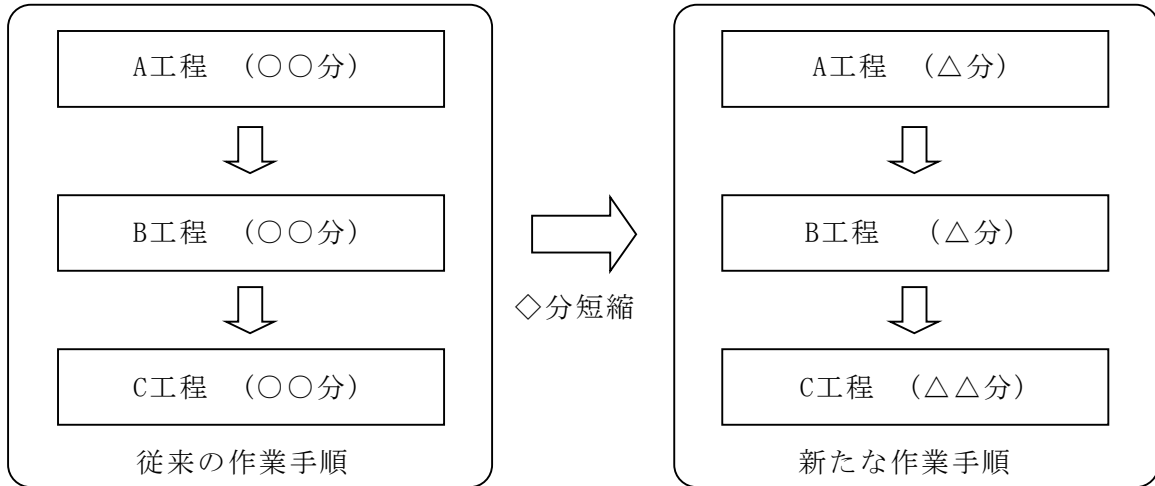 A工程 (○○分)
B工程 (○○分)
C工程 (○○分)
従来の作業手順
◇分短縮
A工程 (△分)
B工程 (△分)
C工程 (△△分)
新たな作業手順